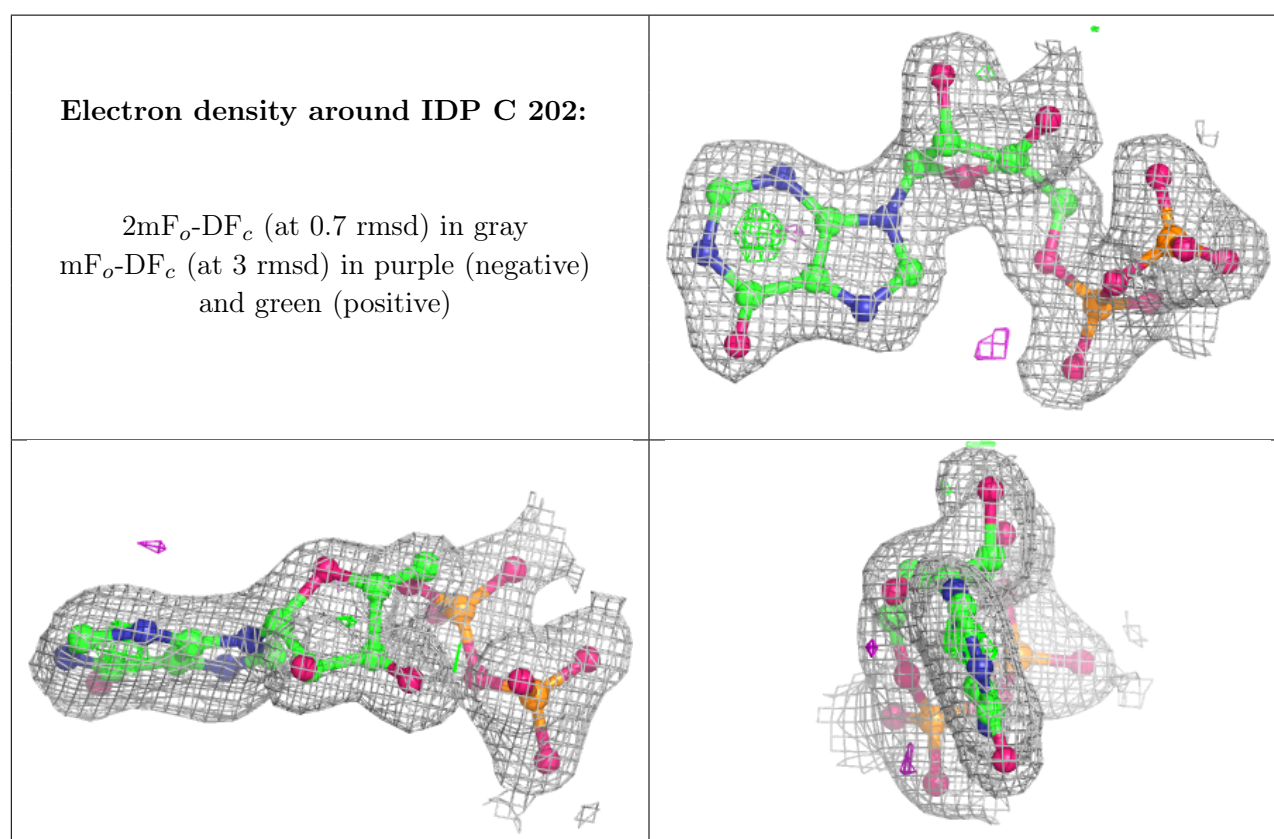 Electron density around IDP C 202:
2mFₒ-DF𝒸 (at 0.7 rmsd) in gray
mFₒ-DF𝒸 (at 3 rmsd) in purple (negative)
and green (positive)